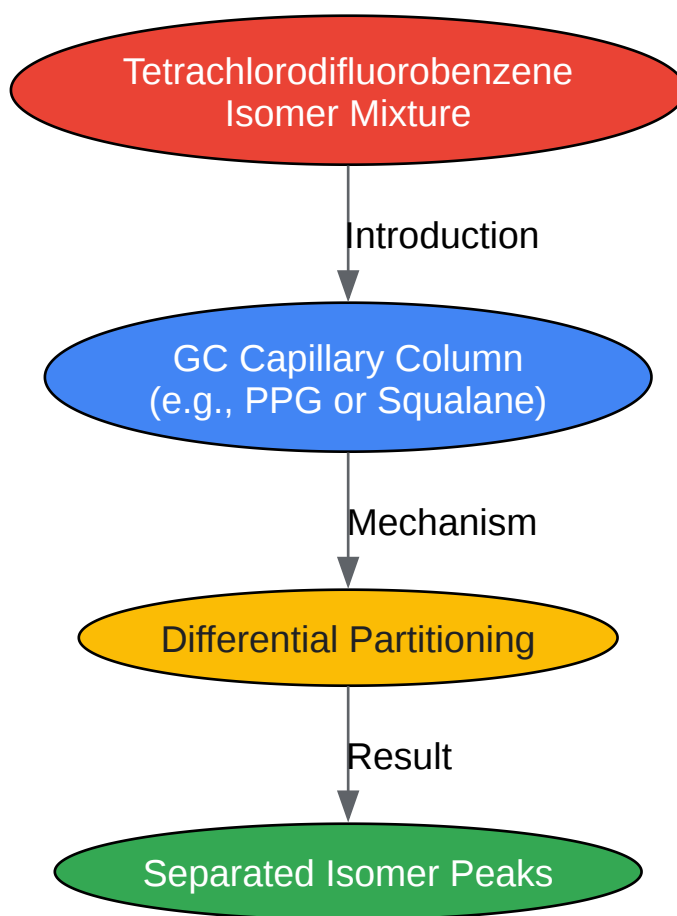 Tetrachlorodifluorobenzene
Isomer Mixture
Introduction
GC Capillary Column
(e.g., PPG or Squalane)
Mechanism
Differential Partitioning
Result
Separated Isomer Peaks